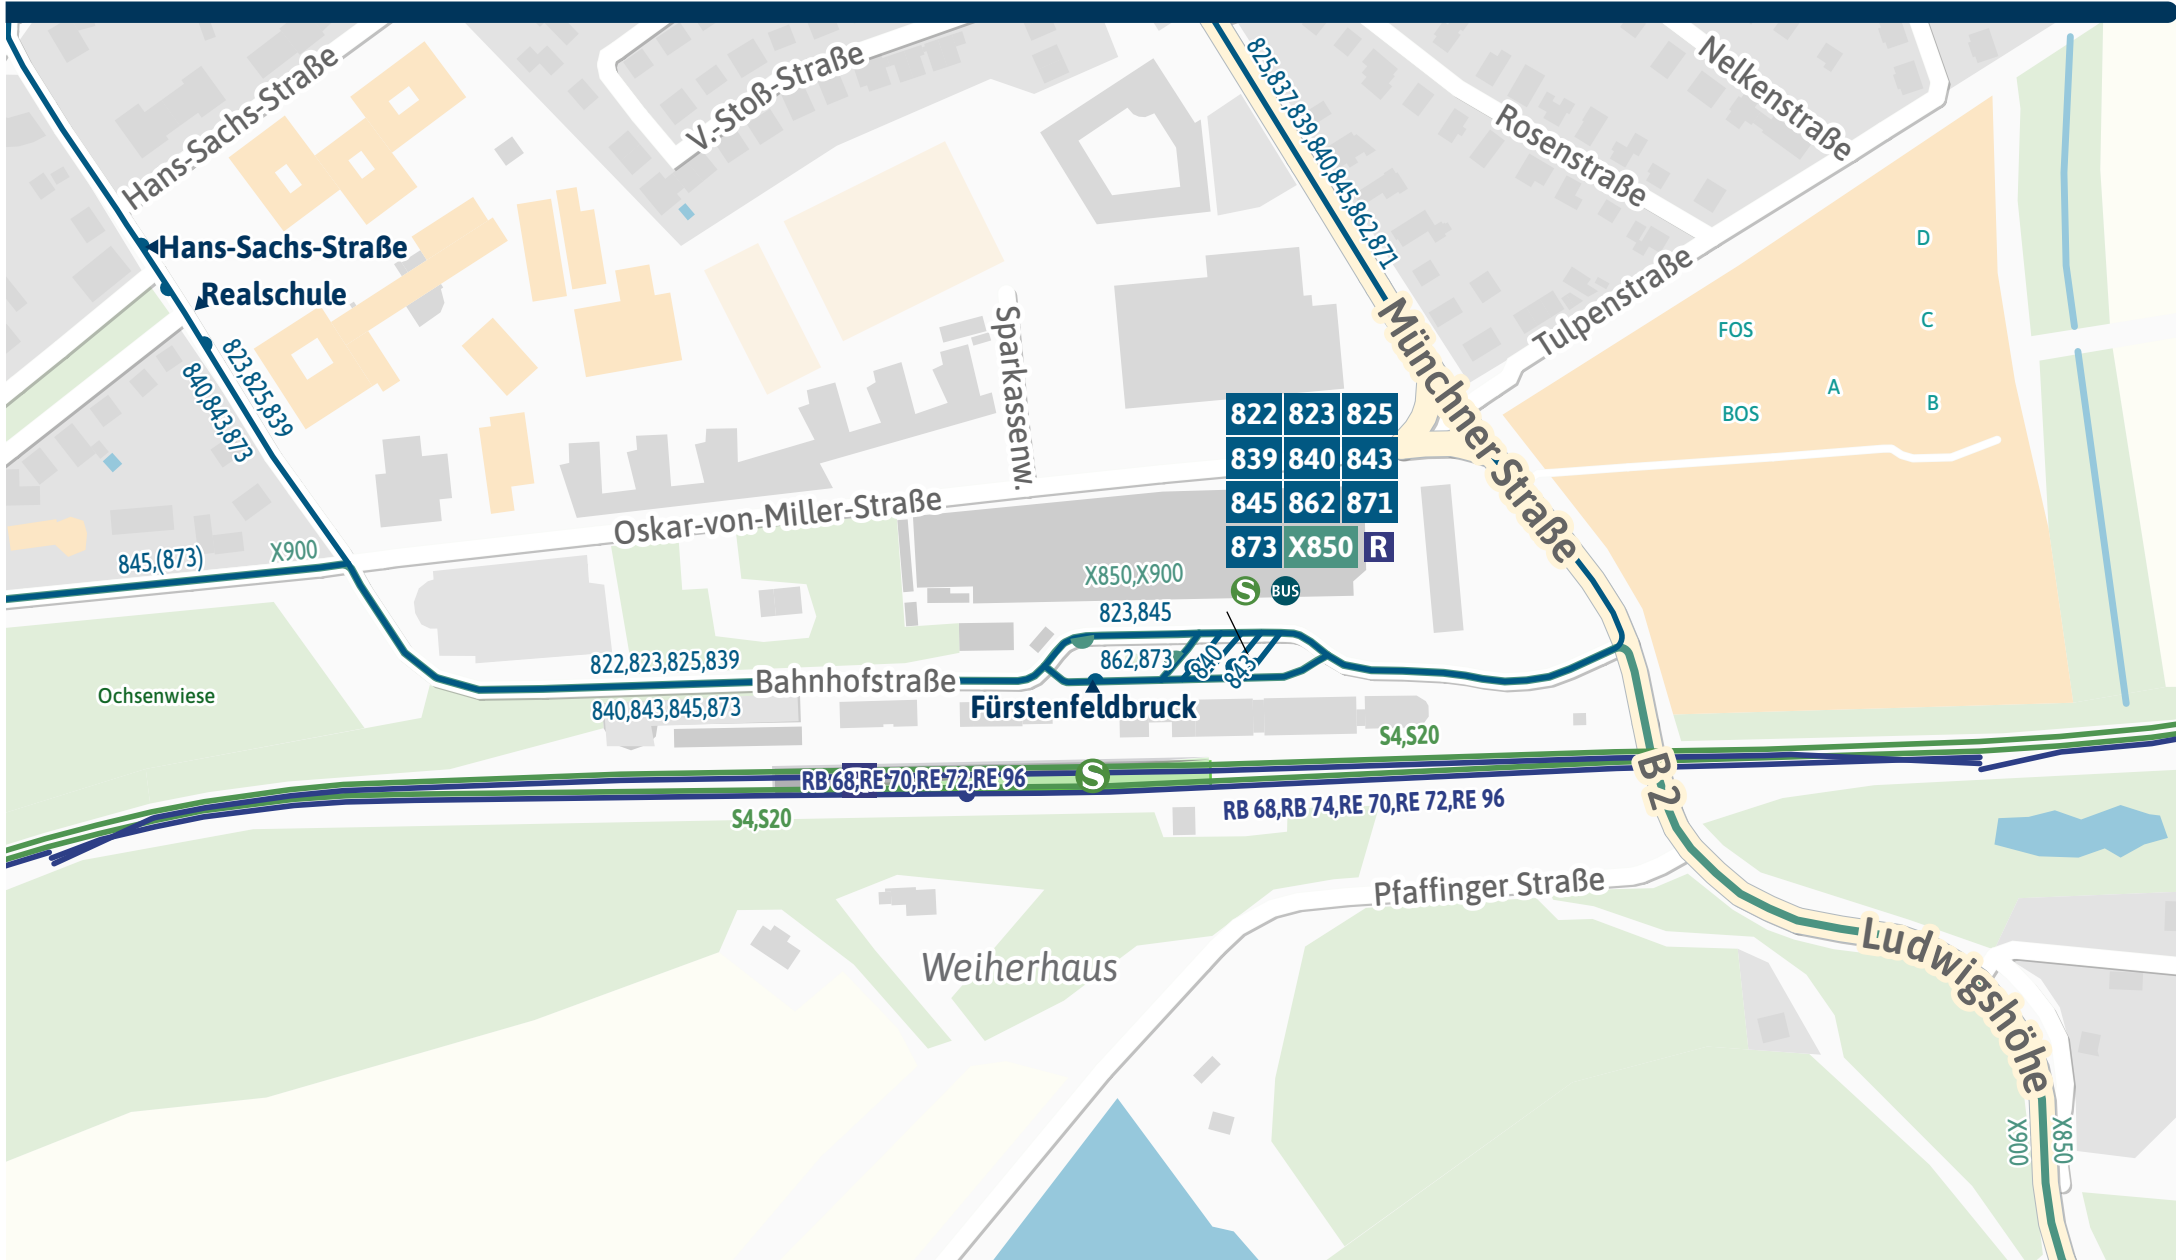 Hans-Sachs-Straße
V.-Stoß-Straße
825,837,839,840,845,862,871
Nelkenstraße
Rosenstraße
Hans-Sachs-Straße
Realschule
Tulpenstraße
D
C
FOS
A
B
BOS
823,825,839
840,843,873
Sparkassenw.
Münchner Straße
822 823 825
839 840 843
845 862 871
873 X850 R
S BUS
Oskar-von-Miller-Straße
845,(873)
X900
X850,X900
823,845
862,873
840
843
822,823,825,839
Bahnhofstraße
840,843,845,873
Fürstenfeldbruck
Ochsenwiese
S4,S20
S
RB 68,RE 70,RE 72,RE 96
S4,S20
RB 68,RB 74,RE 70,RE 72,RE 96
B 2
Pfaffinger Straße
Weiherhaus
Ludwigshöhe
X900
X850